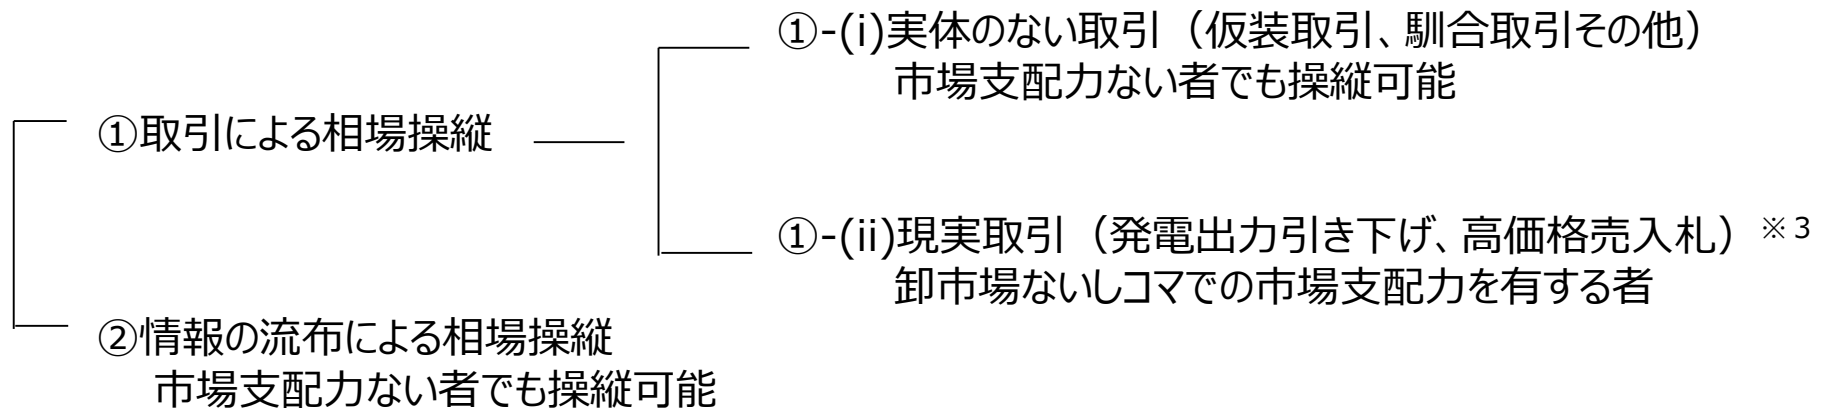 ①-(i)実体のない取引（仮装取引、馴合取引その他）
市場支配力ない者でも操縦可能
①取引による相場操縦
①-(ii)現実取引（発電出力引き下げ、高価格売入札）※３
卸市場ないしコマでの市場支配力を有する者
②情報の流布による相場操縦
市場支配力ない者でも操縦可能